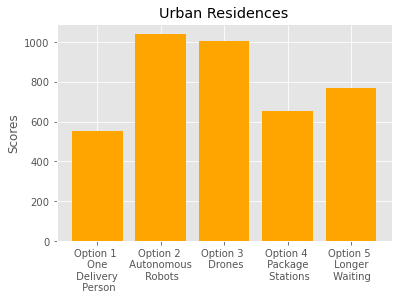 Urban Residences
Scores
1000
800
600
400
200
0
Option 1
One
Delivery
Person
Option 2
Autonomous
Robots
Option 3
Drones
Option 4
Package
Stations
Option 5
Longer
Waiting